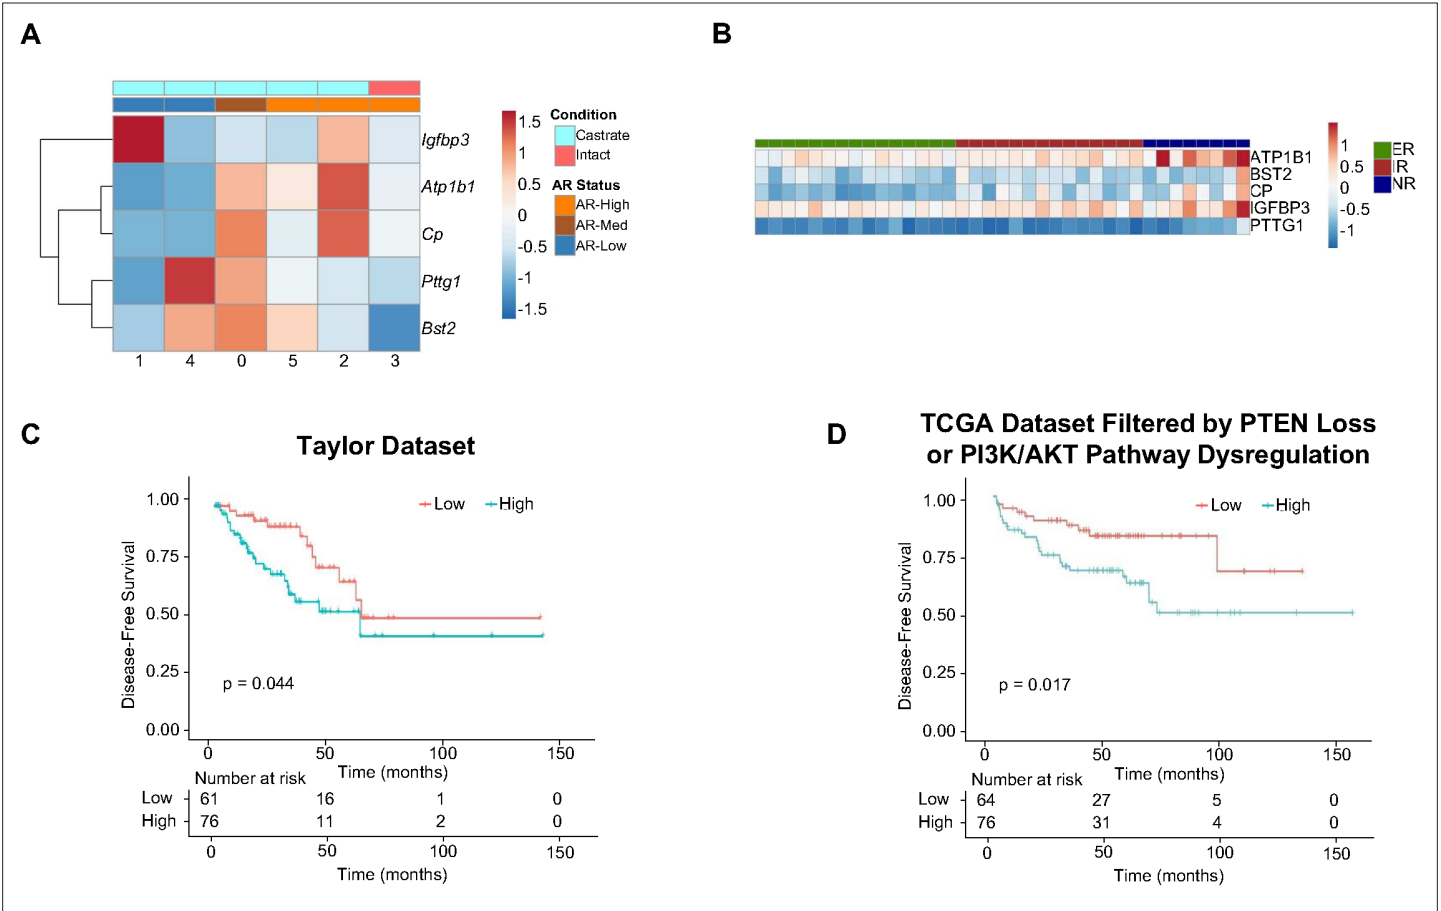 A
Condition
Castrate
Intact
AR Status
AR-High
AR-Med
AR-Low
1.5
1
0.5
0
-0.5
-1
-1.5
Igfbp3
Atp1b1
Cp
Pttg1
Bst2
1 4 0 5 2 3
B
ATP1B1
BST2
CP
IGFBP3
PTTG1
1
0.5
0
-0.5
-1
ER
IR
NR
C
Taylor Dataset
Low High
Disease-Free Survival
1.00
0.75
0.50
0.25
0.00
p = 0.044
0 50 100 150
Time (months)
Number at risk
Low 61 16 1 0
High 76 11 2 0
0 50 100 150
Time (months)
D
TCGA Dataset Filtered by PTEN Loss
or PI3K/AKT Pathway Dysregulation
Low High
Disease-Free Survival
1.00
0.75
0.50
0.25
0.00
p = 0.017
0 50 100 150
Time (months)
Number at risk
Low 64 27 5 0
High 76 31 4 0
0 50 100 150
Time (months)